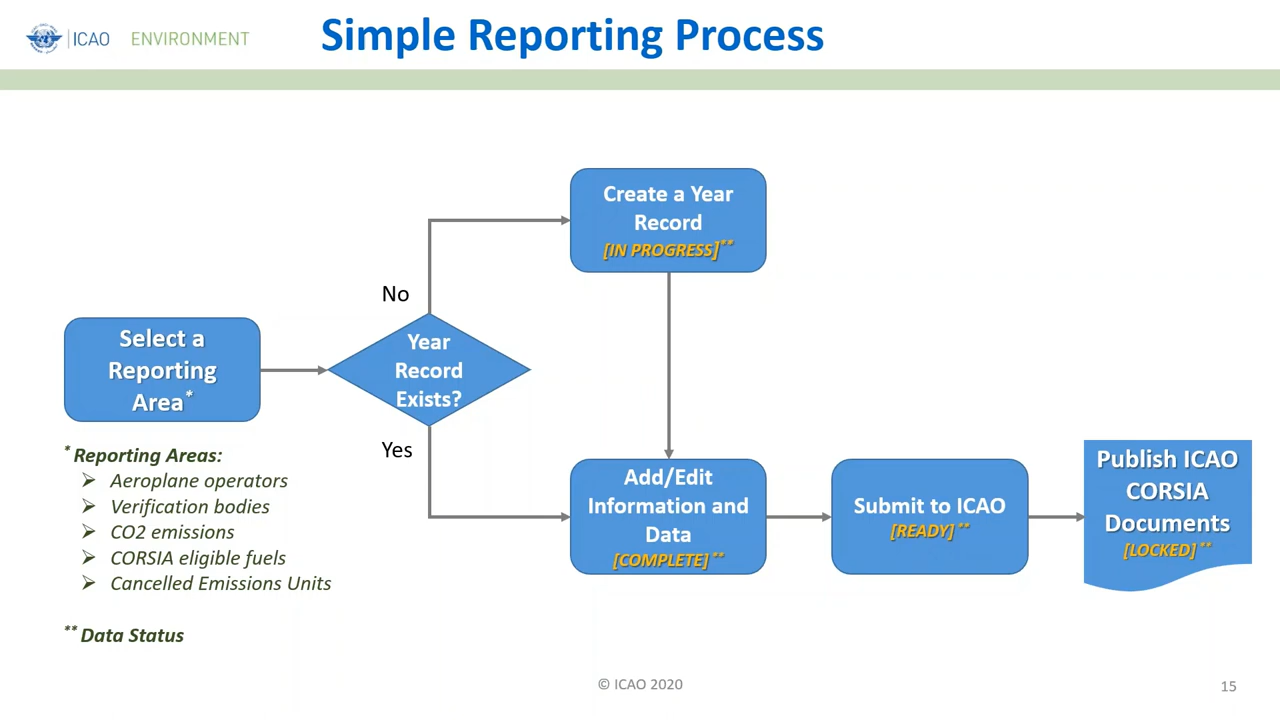 ICAO ENVIRONMENT
Simple Reporting Process
Create a Year
Record
[IN PROGRESS]**
No
Select a
Reporting
Area*
Year
Record
Exists?
Yes
* Reporting Areas:
➢ Aeroplane operators
➢ Verification bodies
➢ CO2 emissions
➢ CORSIA eligible fuels
➢ Cancelled Emissions Units
** Data Status
Add/Edit
Information and
Data
[COMPLETE]**
Submit to ICAO
[READY]**
Publish ICAO
CORSIA
Documents
[LOCKED]**
© ICAO 2020
15